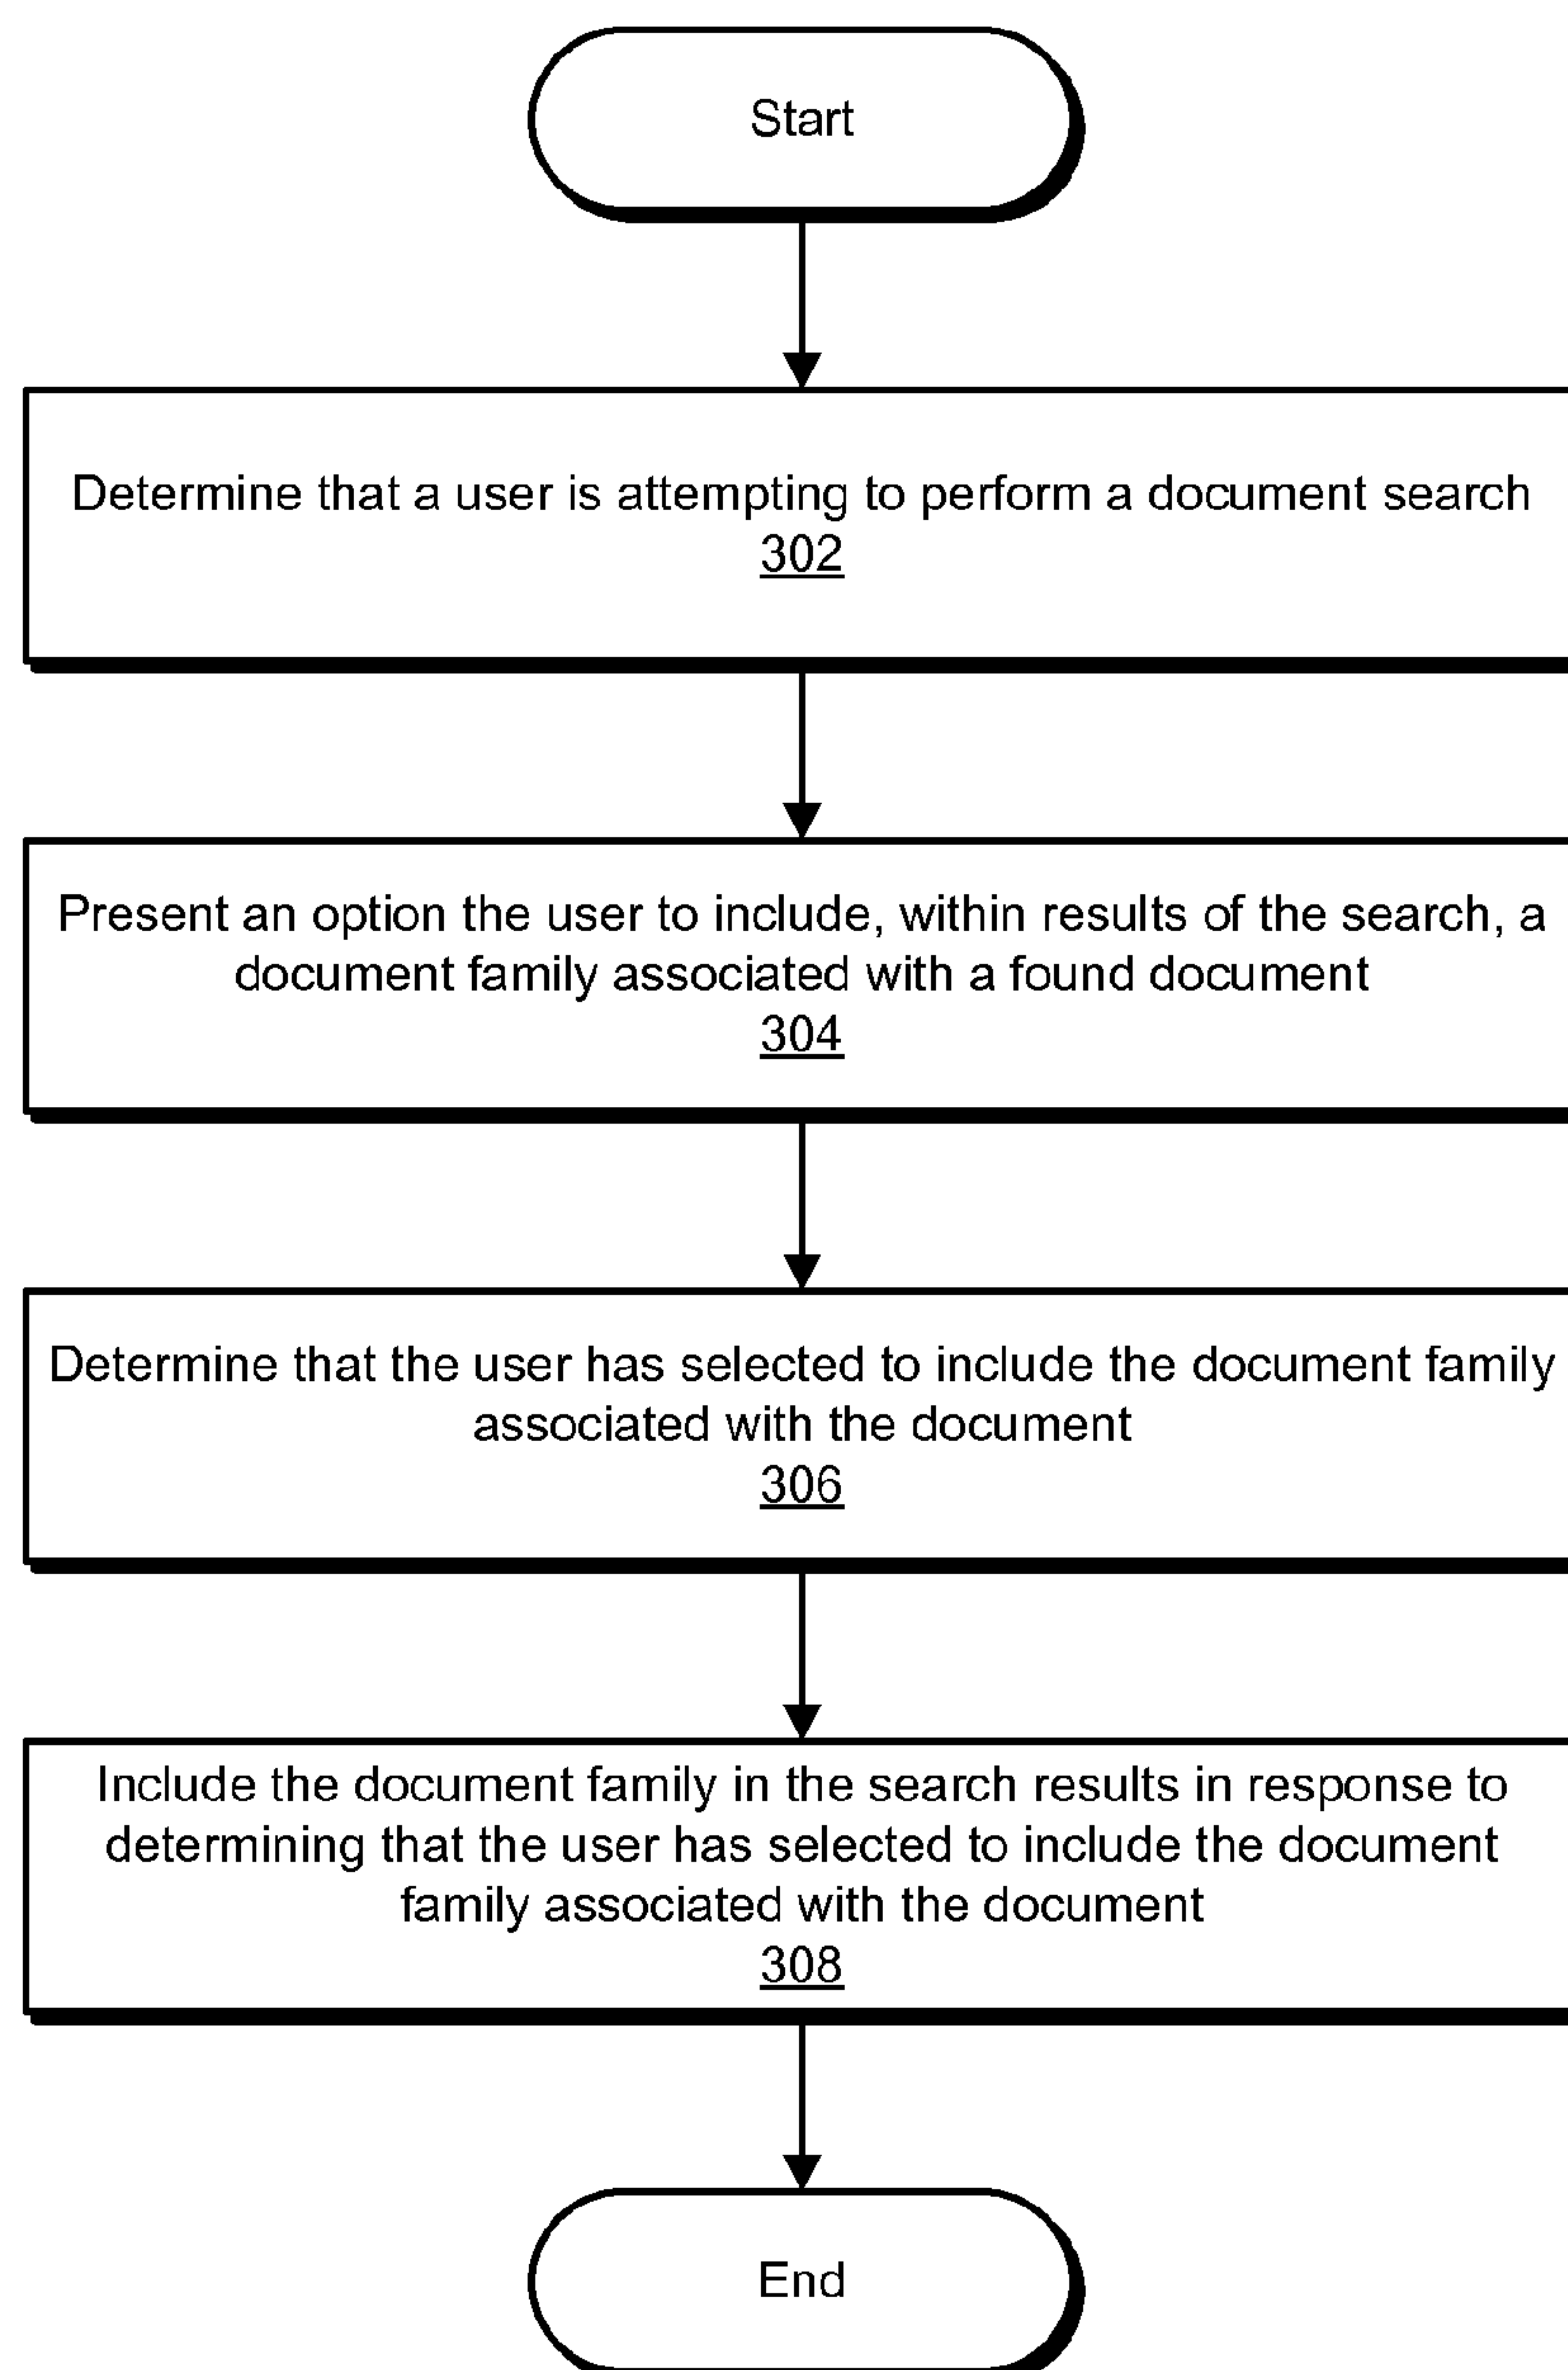 Start
Determine that a user is attempting to perform a document search
302
Present an option the user to include, within results of the search, a
document family associated with a found document
304
Determine that the user has selected to include the document family
associated with the document
306
Include the document family in the search results in response to
determining that the user has selected to include the document
family associated with the document
308
End